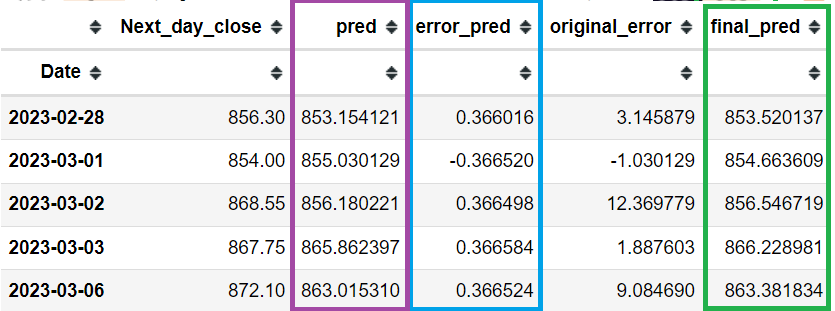 Next_day_close pred error_pred original_error final_pred
Date
2023-02-28 856.30 853.154121 0.366016 3.145879 853.520137
2023-03-01 854.00 855.030129 -0.366520 -1.030129 854.663609
2023-03-02 868.55 856.180221 0.366498 12.369779 856.546719
2023-03-03 867.75 865.862397 0.366584 1.887603 866.228981
2023-03-06 872.10 863.015310 0.366524 9.084690 863.381834